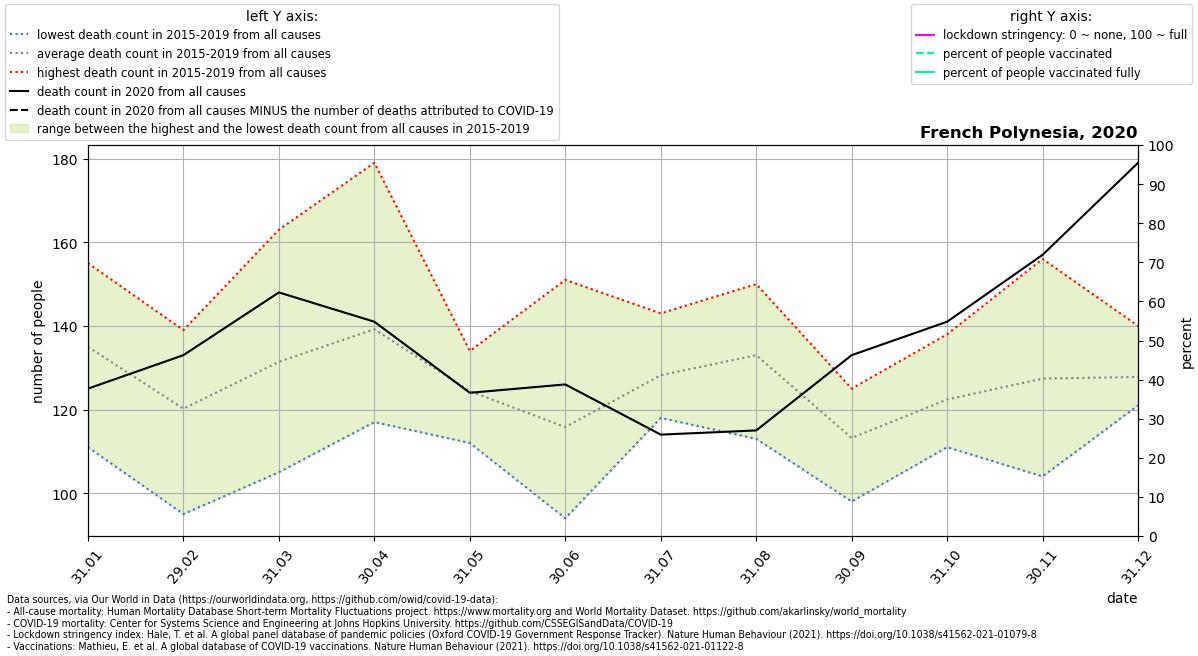 left Y axis:
lowest death count in 2015-2019 from all causes
average death count in 2015-2019 from all causes
highest death count in 2015-2019 from all causes
death count in 2020 from all causes
death count in 2020 from all causes MINUS the number of deaths attributed to COVID-19
range between the highest and the lowest death count from all causes in 2015-2019
right Y axis:
lockdown stringency: 0 ~ none, 100 ~ full
percent of people vaccinated
percent of people vaccinated fully
French Polynesia, 2020
number of people
180
160
140
120
100
100
90
80
70
60
50
40
30
20
10
0
percent
31.01
29.02
31.03
30.04
31.05
30.06
31.07
31.08
30.09
31.10
30.11
31.12
date
Data sources, via Our World in Data (https://ourworldindata.org, https://github.com/owid/covid-19-data):
- All-cause mortality: Human Mortality Database Short-term Mortality Fluctuations project. https://www.mortality.org and World Mortality Dataset. https://github.com/akarlinsky/world_mortality
- COVID-19 mortality: Center for Systems Science and Engineering at Johns Hopkins University. https://github.com/CSSEGISandData/COVID-19
- Lockdown stringency index: Hale, T. et al. A global panel database of pandemic policies (Oxford COVID-19 Government Response Tracker). Nature Human Behaviour (2021). https://doi.org/10.1038/s41562-021-01079-8
- Vaccinations: Mathieu, E. et al. A global database of COVID-19 vaccinations. Nature Human Behaviour (2021). https://doi.org/10.1038/s41562-021-01122-8